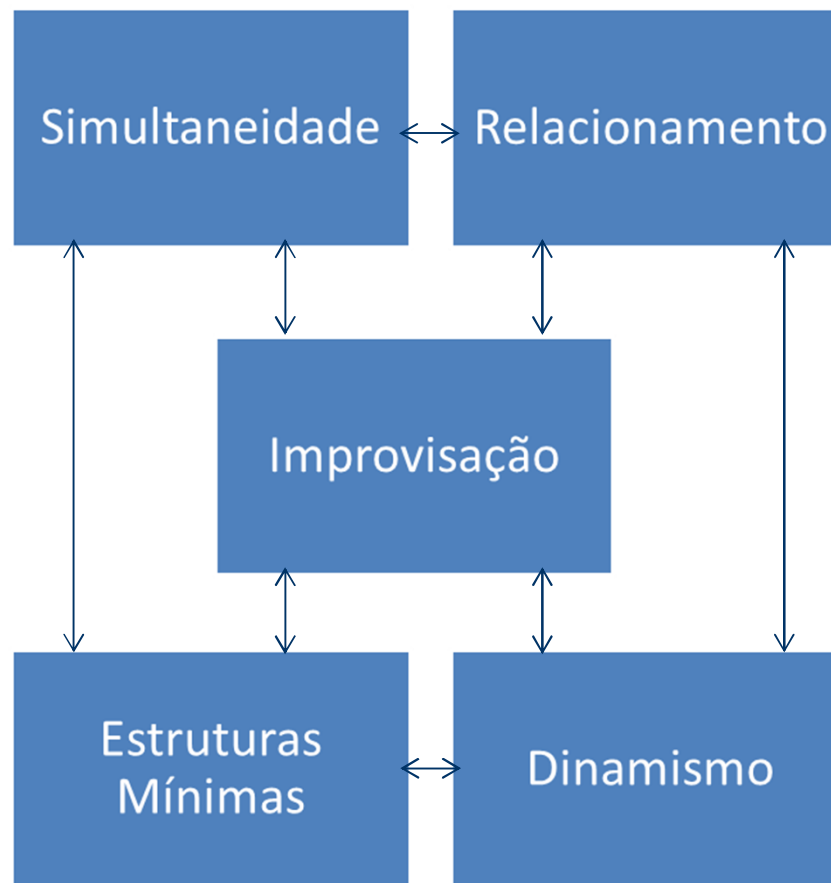 Simultaneidade
Relacionamento
Improvisação
Estruturas
Mínimas
Dinamismo